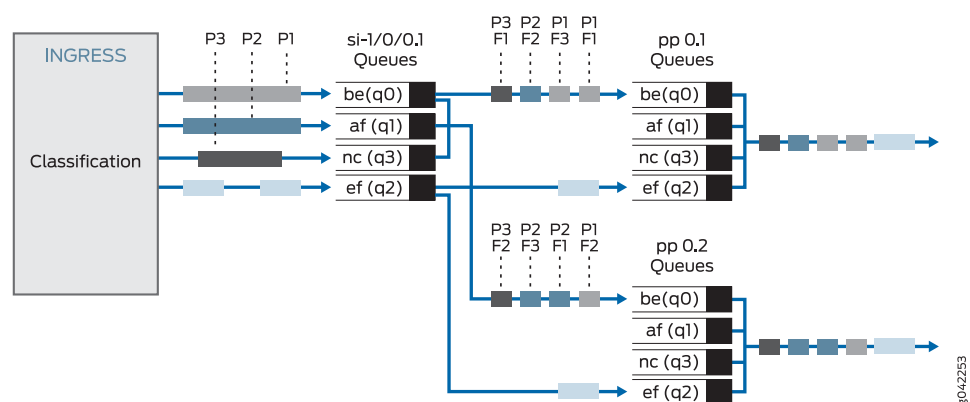 INGRESS
Classification
P3 P2 P1
si-1/0/0.1
Queues
be(q0)
af (q1)
nc (q3)
ef (q2)
P3 P2 P1 P1
F1 F2 F3 F1
pp 0.1
Queues
be(q0)
af (q1)
nc (q3)
ef (q2)
P3 P2 P2 P1
F2 F3 F1 F2
pp 0.2
Queues
be(q0)
af (q1)
nc (q3)
ef (q2)
g042253